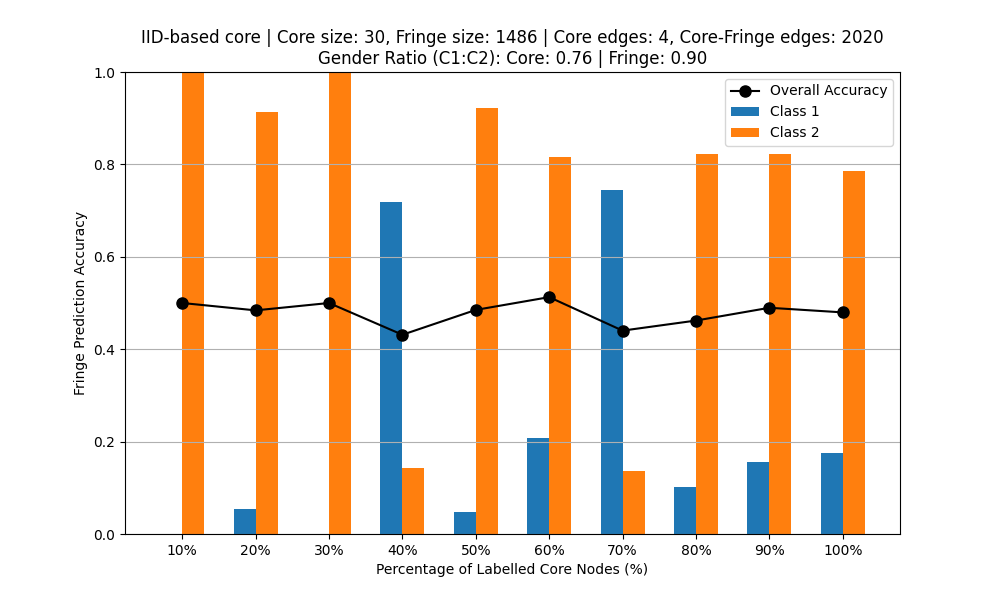 IID-based core | Core size: 30, Fringe size: 1486 | Core edges: 4, Core-Fringe edges: 2020
Gender Ratio (C1:C2): Core: 0.76 | Fringe: 0.90
Overall Accuracy
Class 1
Class 2
Fringe Prediction Accuracy
1.0
0.8
0.6
0.4
0.2
0.0
10% 20% 30% 40% 50% 60% 70% 80% 90% 100%
Percentage of Labelled Core Nodes (%)